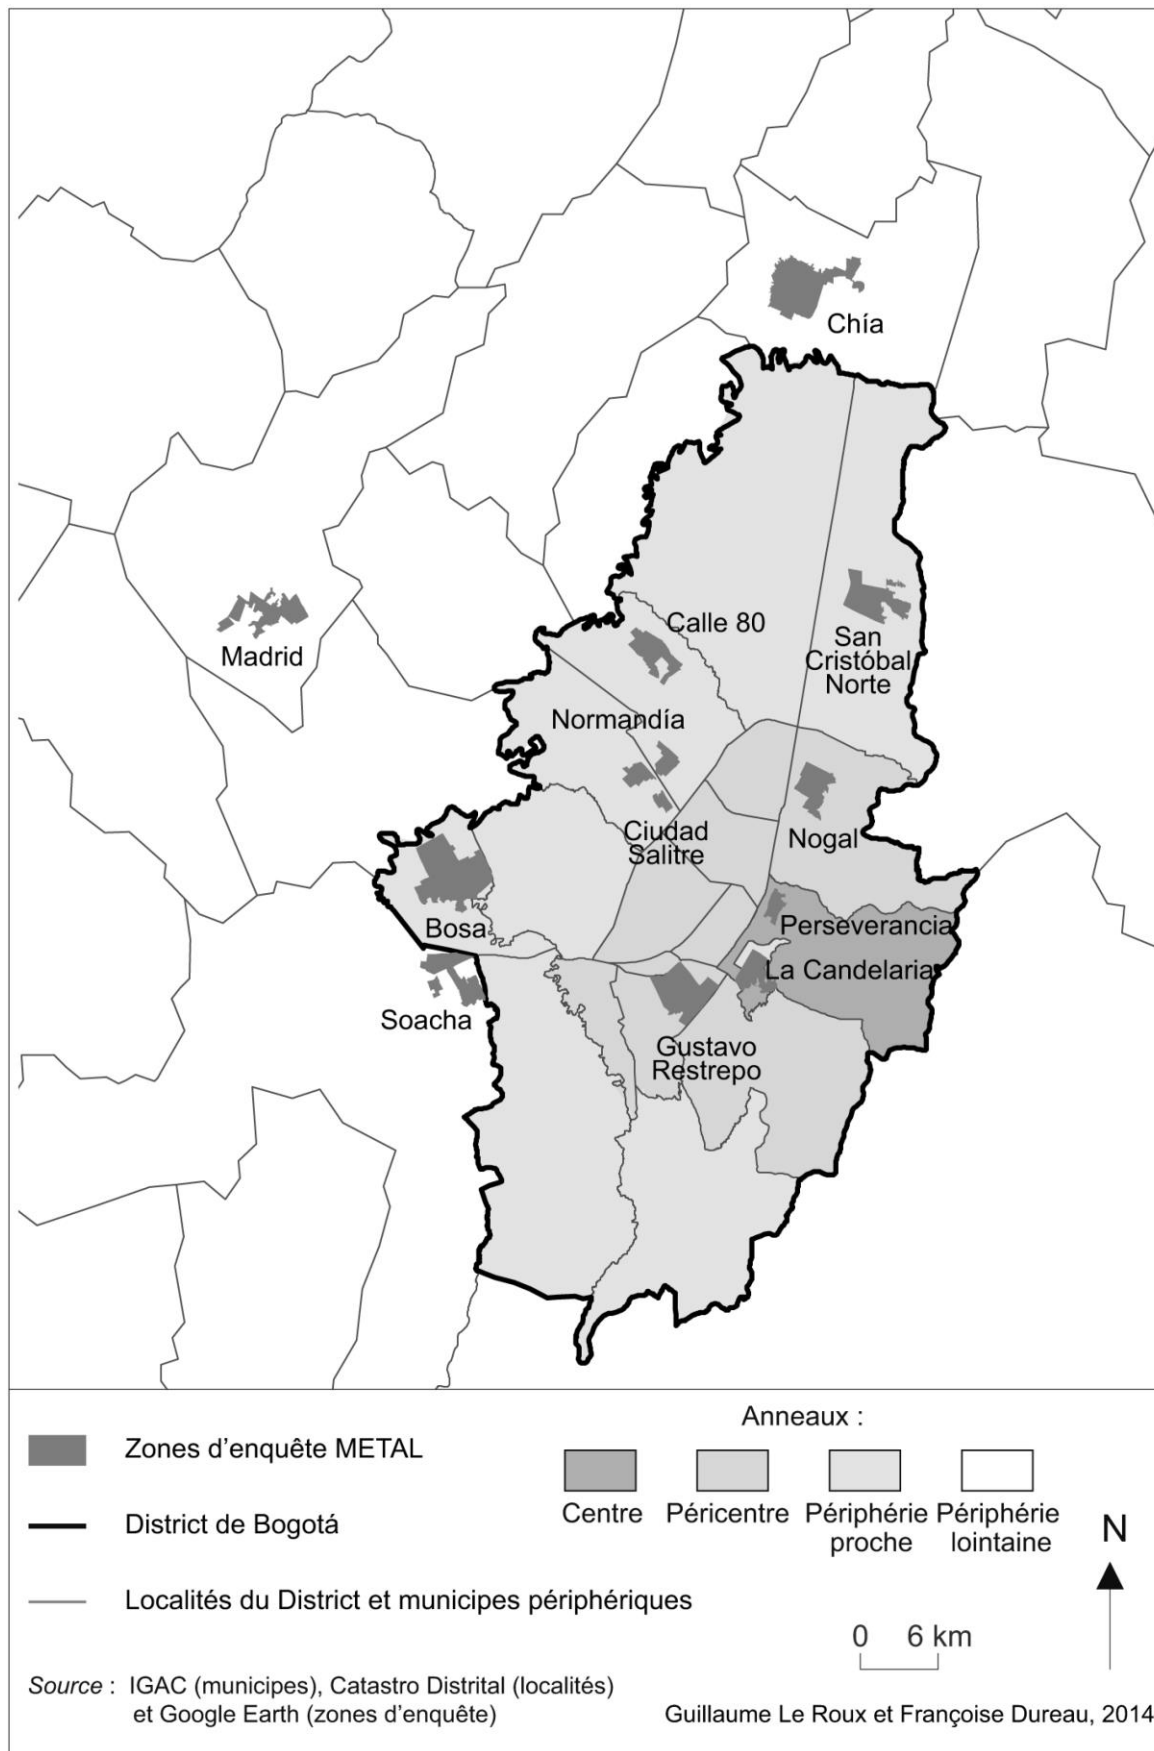 Chía
Calle 80
San
Cristóbal
Norte
Madrid
Normandía
Ciudad
Salitre
Nogal
Bosa
Perseverancia
La Candelaria
Soacha
Gustavo
Restrepo
Zones d'enquête METAL
District de Bogotá
Localités du District et municipes périphériques
Anneaux :
Centre
Péricentre
Périphérie
proche
Périphérie
lointaine
N
0 6 km
Source : IGAC (municipes), Catastro Distrital (localités)
et Google Earth (zones d'enquête)
Guillaume Le Roux et Françoise Dureau, 2014